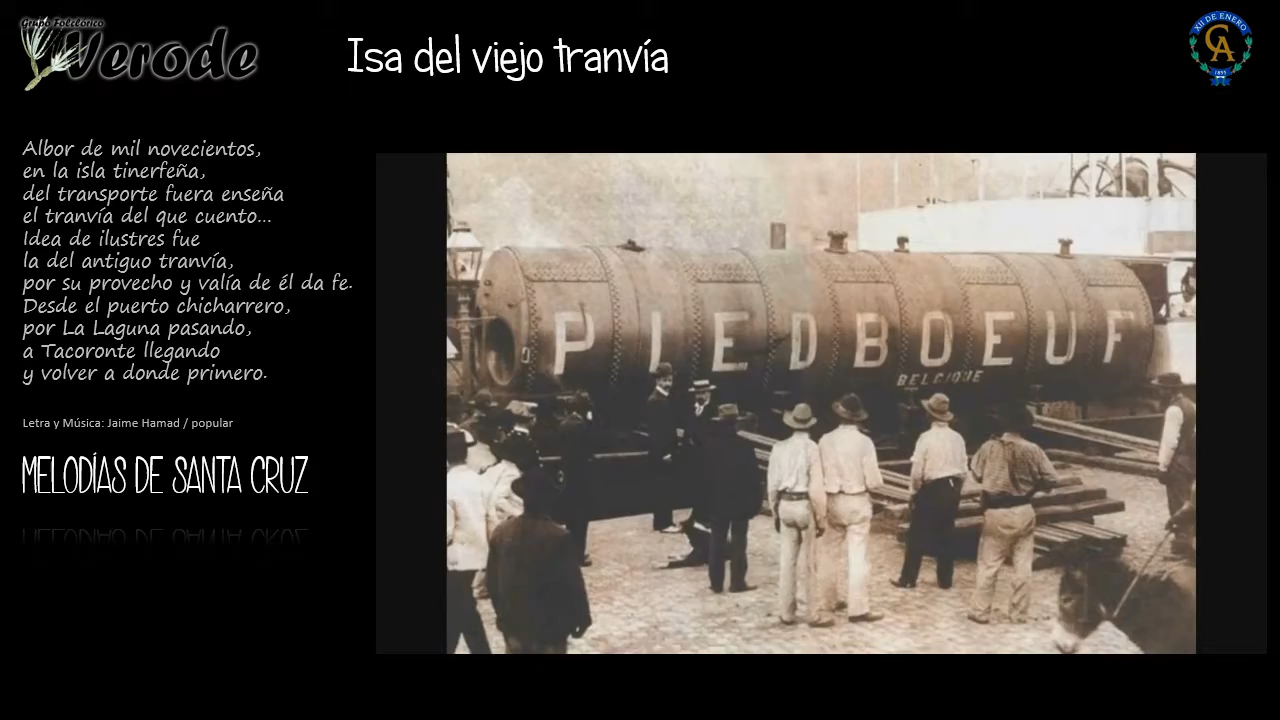 Grupo Folclórico
Verode
Isa del viejo tranvía
XII DE ENERO
CA
1855
Albor de mil novecientos,
en la isla tinerfeña,
del transporte fuera enseña
el tranvía del que cuento...
Idea de ilustres fue
la del antiguo tranvía,
por su provecho y valía de él da fe.
Desde el puerto chicharrero,
por La Laguna pasando,
a Tacoronte llegando
y volver a donde primero.
Letra y Música: Jaime Hamad / popular
MELODÍAS DE SANTA CRUZ
PIEDBOEUF
BELGIQUE